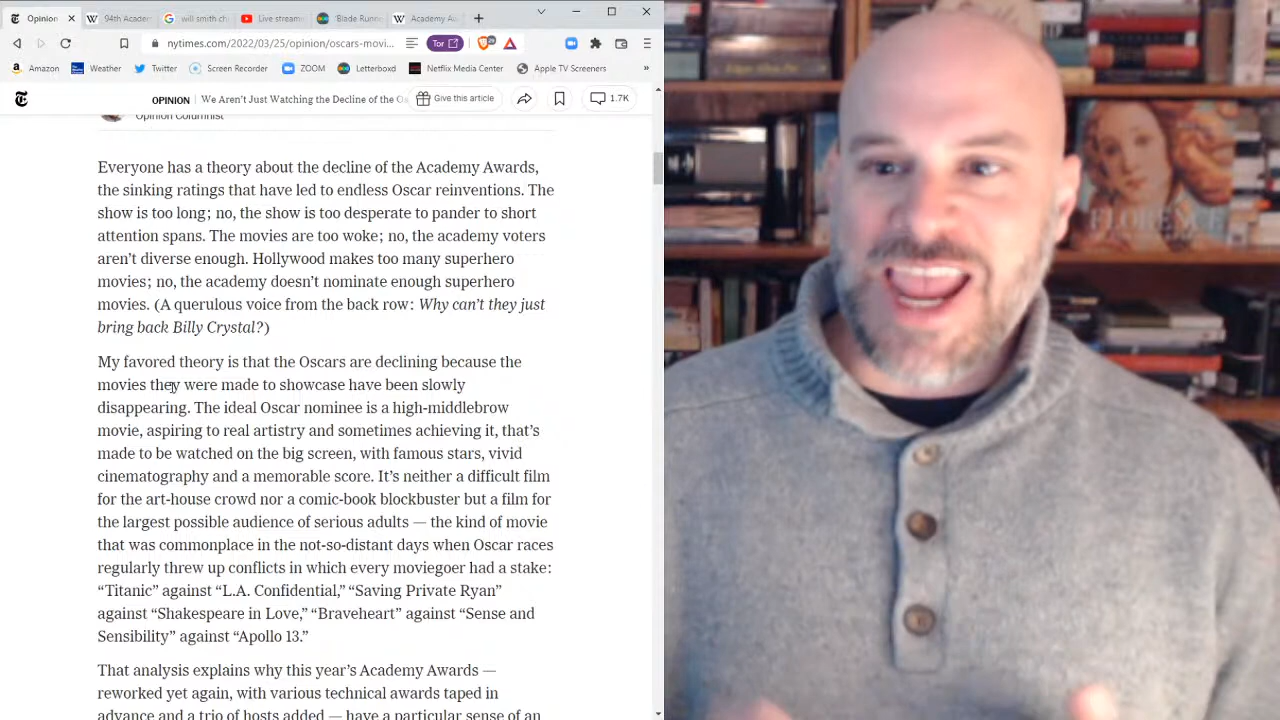 Opinion
94th Academ
will smith ch
Live stream
'Blade Runn
Academy Aw
nytimes.com/2022/03/25/opinion/oscars-movi...
Tor
Amazon
Weather
Twitter
Screen Recorder
ZOOM
Letterboxd
Netflix Media Center
Apple TV Screeners
OPINION | We Aren't Just Watching the Decline of the Os
Give this article
1.7K
Opinion Columnist
Everyone has a theory about the decline of the Academy Awards,
the sinking ratings that have led to endless Oscar reinventions. The
show is too long; no, the show is too desperate to pander to short
attention spans. The movies are too woke; no, the academy voters
aren't diverse enough. Hollywood makes too many superhero
movies; no, the academy doesn't nominate enough superhero
movies. (A querulous voice from the back row: Why can't they just
bring back Billy Crystal?)
My favored theory is that the Oscars are declining because the
movies they were made to showcase have been slowly
disappearing. The ideal Oscar nominee is a high-middlebrow
movie, aspiring to real artistry and sometimes achieving it, that's
made to be watched on the big screen, with famous stars, vivid
cinematography and a memorable score. It's neither a difficult film
for the art-house crowd nor a comic-book blockbuster but a film for
the largest possible audience of serious adults — the kind of movie
that was commonplace in the not-so-distant days when Oscar races
regularly threw up conflicts in which every moviegoer had a stake:
“Titanic” against “L.A. Confidential,” “Saving Private Ryan”
against “Shakespeare in Love,” “Braveheart” against “Sense and
Sensibility” against “Apollo 13.”
That analysis explains why this year's Academy Awards —
reworked yet again, with various technical awards taped in
advance and a trio of hosts added — have a particular sense of an
FLORENCE